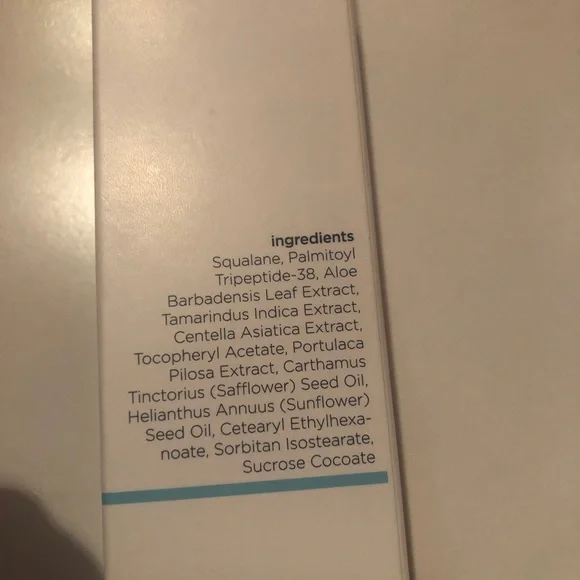 ingredients
Squalane, Palmitoyl
Tripeptide-38, Aloe
Barbadensis Leaf Extract,
Tamarindus Indica Extract,
Centella Asiatica Extract,
Tocopheryl Acetate, Portulaca
Pilosa Extract, Carthamus
Tinctorius (Safflower) Seed Oil,
Helianthus Annuus (Sunflower)
Seed Oil, Cetearyl Ethylhexa-
noate, Sorbitan Isostearate,
Sucrose Cocoate